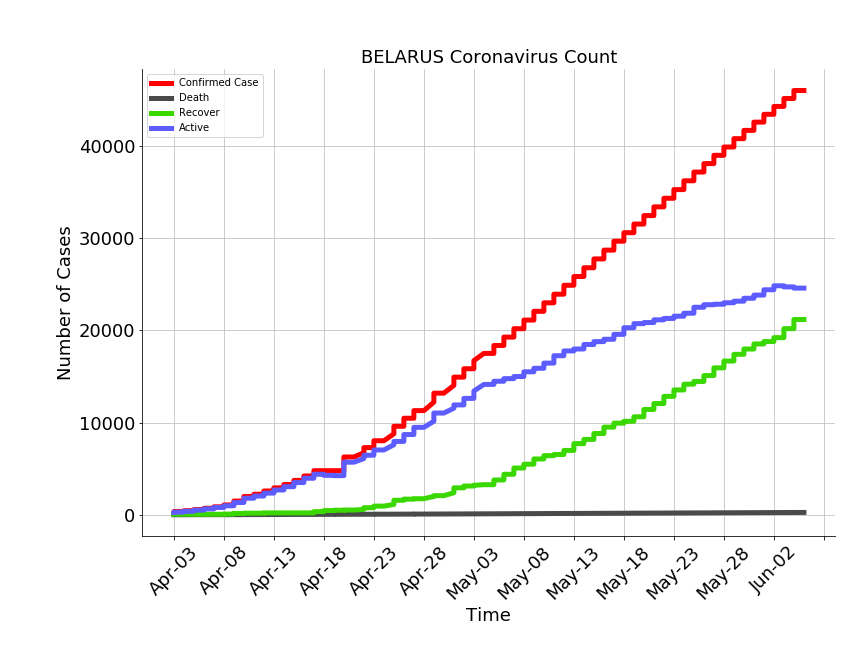 BELARUS Coronavirus Count
Confirmed Case
Death
Recover
Active
Number of Cases
40000
30000
20000
10000
0
Apr-03
Apr-08
Apr-13
Apr-18
Apr-23
Apr-28
May-03
May-08
May-13
May-18
May-23
May-28
Jun-02
Time